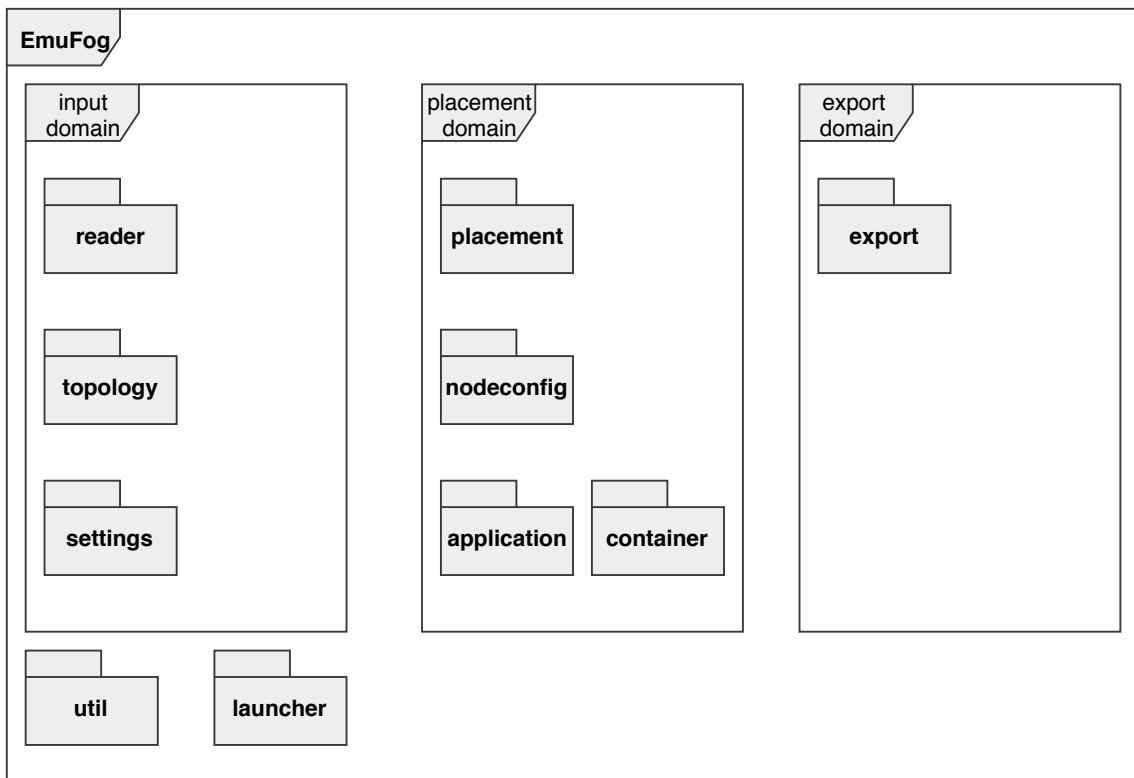 EmuFog
input
domain
placement
domain
export
domain
reader
placement
export
topology
nodeconfig
settings
application
container
util
launcher